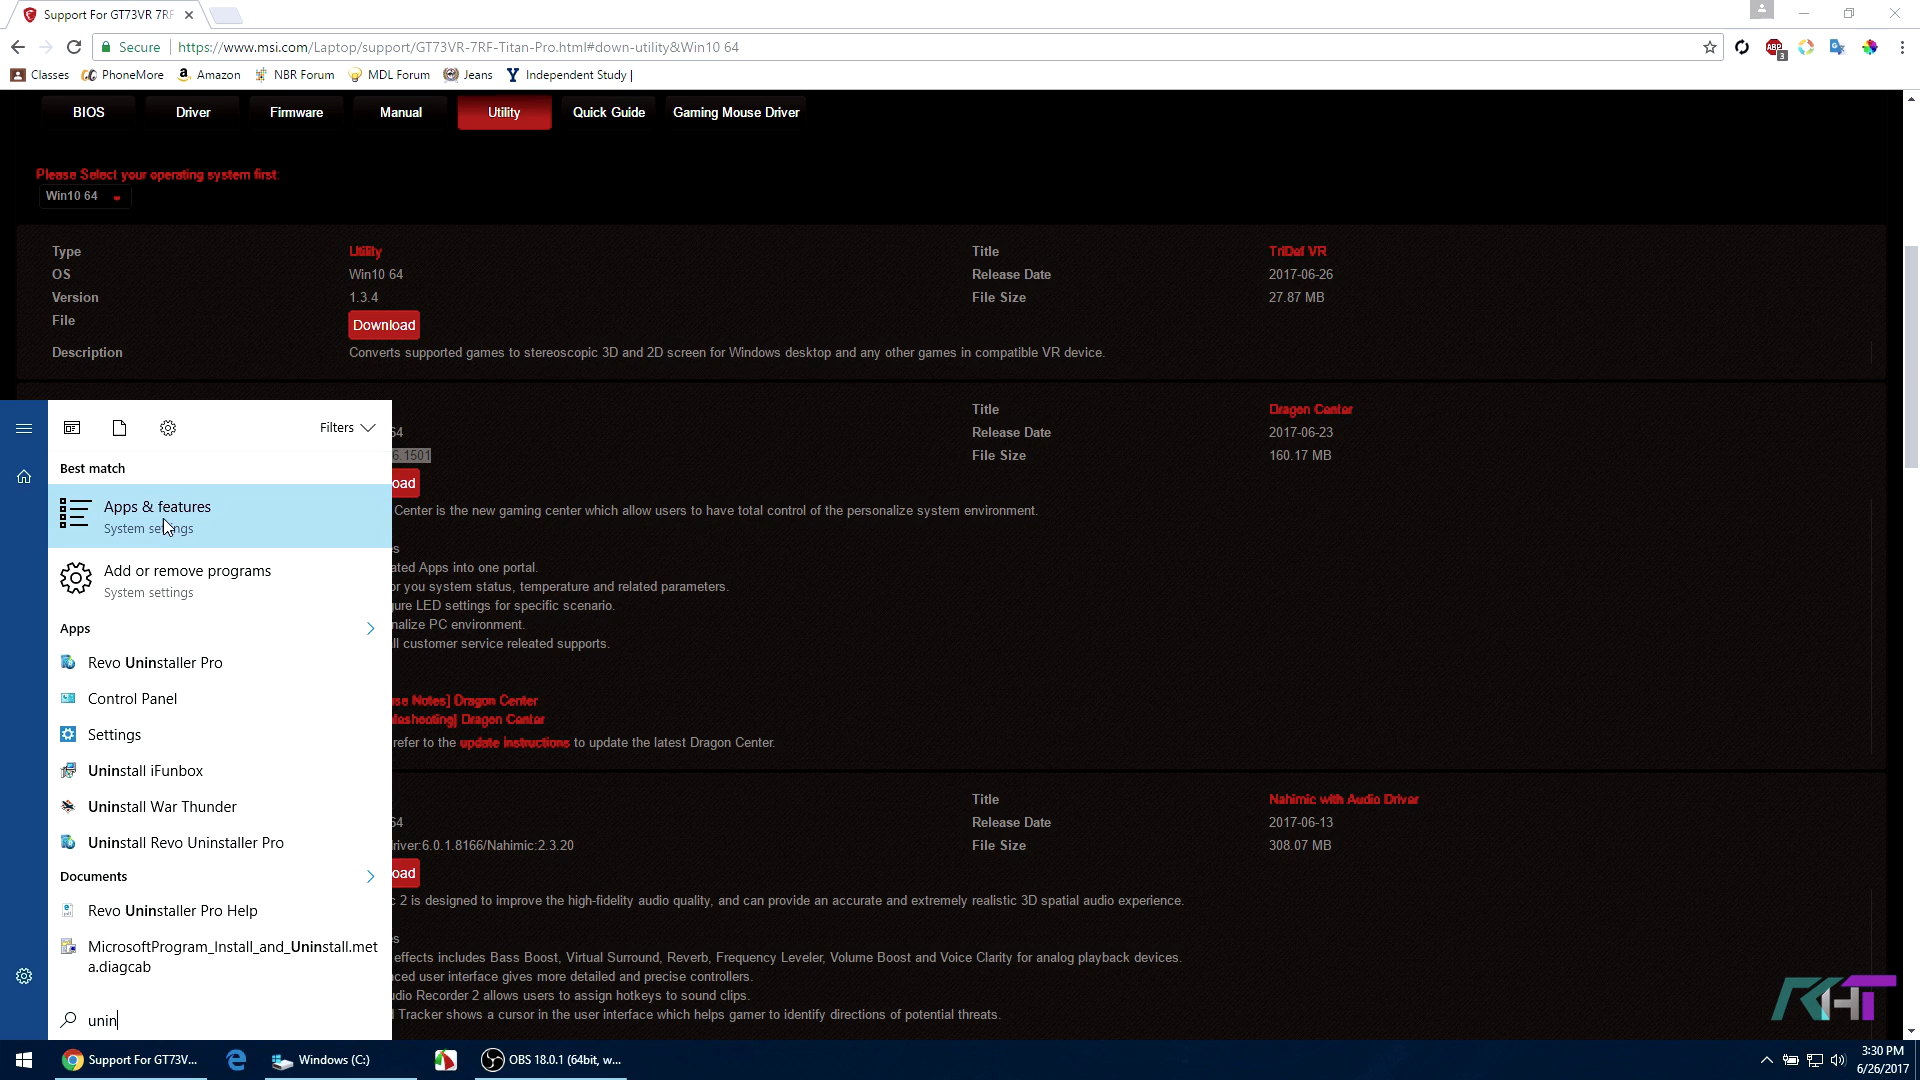 Support For GT73VR 7RF
Secure
https://www.msi.com/Laptop/support/GT73VR-7RF-Titan-Pro.html#down-utility&Win10 64
ABP
3
Classes
PhoneMore
Amazon
NBR Forum
MDL Forum
Jeans
Independent Study |
BIOS
Driver
Firmware
Manual
Utility
Quick Guide
Gaming Mouse Driver
Please Select your operating system first
Win10 64
Type
Utility
Title
TriDef VR
OS
Win10 64
Release Date
2017-06-26
Version
1.3.4
File Size
27.87 MB
File
Download
Description
Converts supported games to stereoscopic 3D and 2D screen for Windows desktop and any other games in compatible VR device.
Title
Dragon Center
64
Release Date
2017-06-23
6.1501
File Size
160.17 MB
oad
Center is the new gaming center which allow users to have total control of the personalize system environment.
s
ated Apps into one portal.
or you system status, temperature and related parameters.
ure LED settings for specific scenario.
nalize PC environment.
ll customer service releated supports.
se Notes] Dragon Center
leshooting] Dragon Center
refer to the update instructions to update the latest Dragon Center.
Title
Nahimic with Audio Driver
64
Release Date
2017-06-13
river:6.0.1.8166/Nahimic:2.3.20
File Size
308.07 MB
oad
c 2 is designed to improve the high-fidelity audio quality, and can provide an accurate and extremely realistic 3D spatial audio experience.
s
effects includes Bass Boost, Virtual Surround, Reverb, Frequency Leveler, Volume Boost and Voice Clarity for analog playback devices.
ced user interface gives more detailed and precise controllers.
udio Recorder 2 allows users to assign hotkeys to sound clips.
d Tracker shows a cursor in the user interface which helps gamer to identify directions of potential threats.
Filters
Best match
Apps & features
System settings
Add or remove programs
System settings
Apps
Revo Uninstaller Pro
Control Panel
Settings
Uninstall iFunbox
Uninstall War Thunder
Uninstall Revo Uninstaller Pro
Documents
Revo Uninstaller Pro Help
MicrosoftProgram_Install_and_Uninstall.met
a.diagcab
unin
Support For GT73V...
Windows (C:)
OBS 18.0.1 (64bit, w...
3:30 PM
6/26/2017